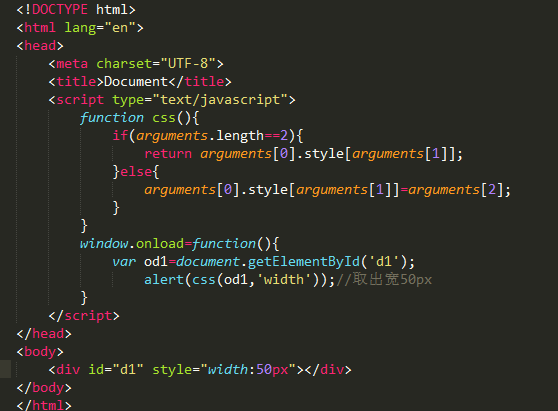 <!DOCTYPE html>
<html lang="en">
<head>
    <meta charset="UTF-8">
    <title>Document</title>
    <script type="text/javascript">
        function css(){
            if(arguments.length==2){
                return arguments[0].style[arguments[1]];
            }else{
                arguments[0].style[arguments[1]]=arguments[2];
            }
        }
        window.onload=function(){
            var od1=document.getElementById('d1');
                alert(css(od1,'width'));//取出宽50px
        }
    </script>
</head>
<body>
    <div id="d1" style="width:50px"></div>
</body>
</html>